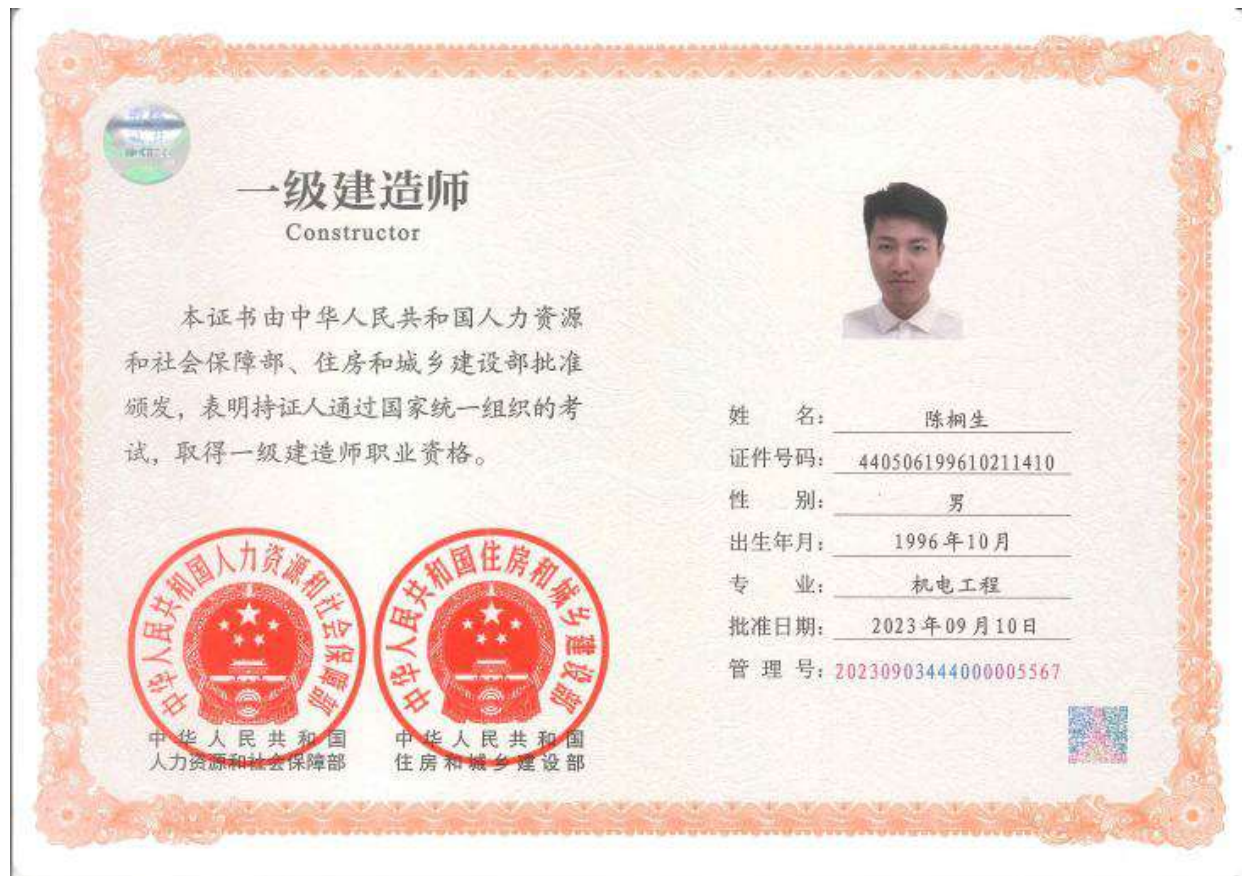 一级建造师
Constructor
本证书由中华人民共和国人力资源
和社会保障部、住房和城乡建设部批准
颁发，表明持证人通过国家统一组织的考
试，取得一级建造师职业资格。
姓 名：陈桐生
证件号码：440506199610211410
性 别：男
出生年月：1996年10月
专 业：机电工程
批准日期：2023年09月10日
管 理 号：20230903444000005567
中华人民共和国人力资源和社会保障部
中华人民共和国住房和城乡建设部
中华人民共和国
人力资源和社会保障部
中华人民共和国
住房和城乡建设部